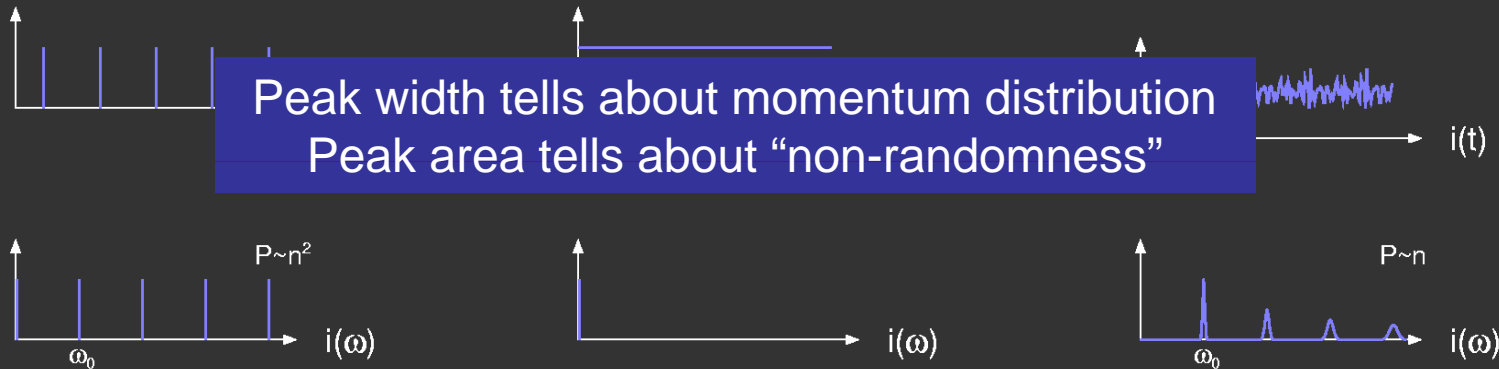 Peak width tells about momentum distribution
Peak area tells about “non-randomness”
i(t)
P~n²
i(ω)
ω₀
i(ω)
P~n
i(ω)
ω₀